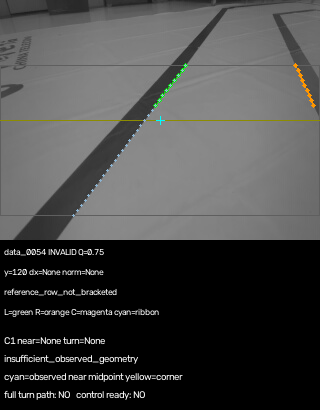 data_0054 INVALID Q=0.75
y=120 dx=None norm=None
reference_row_not_bracketed
L=green R=orange C=magenta cyan=ribbon
C1 near=None turn=None
insufficient_observed_geometry
cyan=observed near midpoint yellow=corner
full turn path: NO control ready: NO